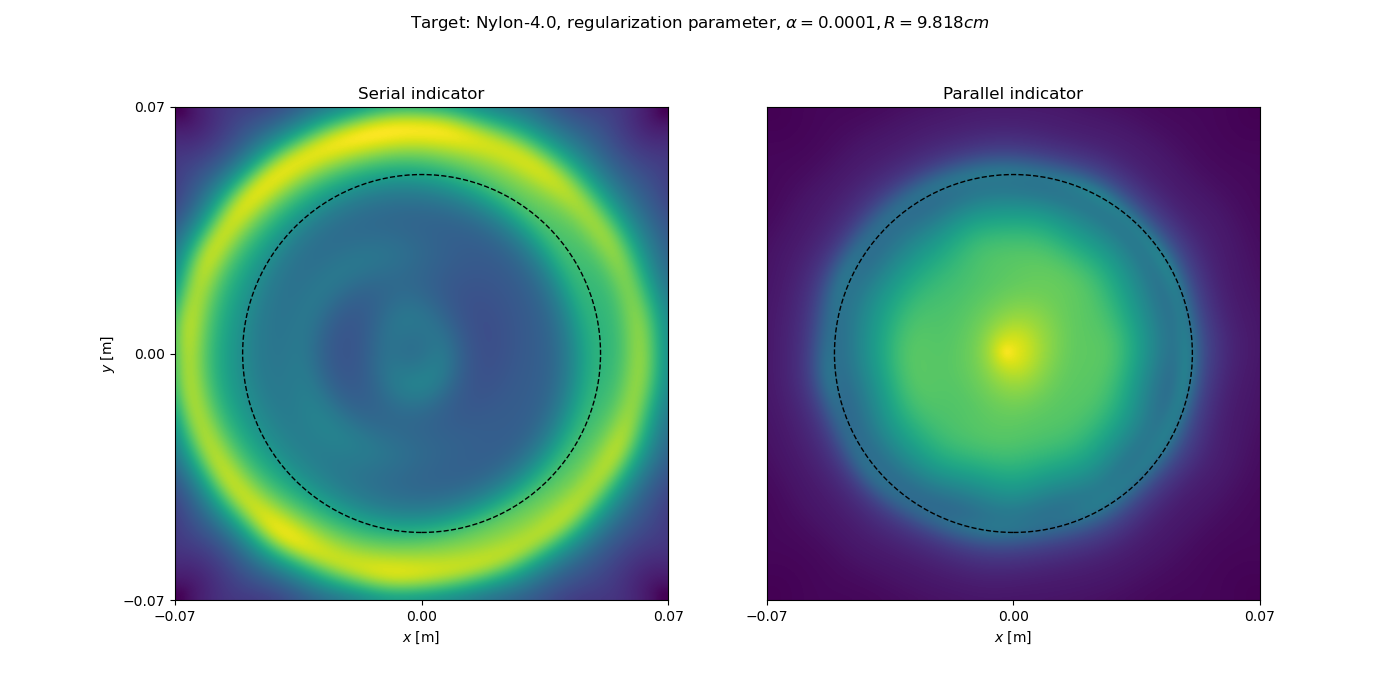 Target: Nylon-4.0, regularization parameter, α = 0.0001, R = 9.818cm
Serial indicator
Parallel indicator
0.07
0.00
−0.07
y [m]
−0.07 0.00 0.07
−0.07 0.00 0.07
x [m]
x [m]